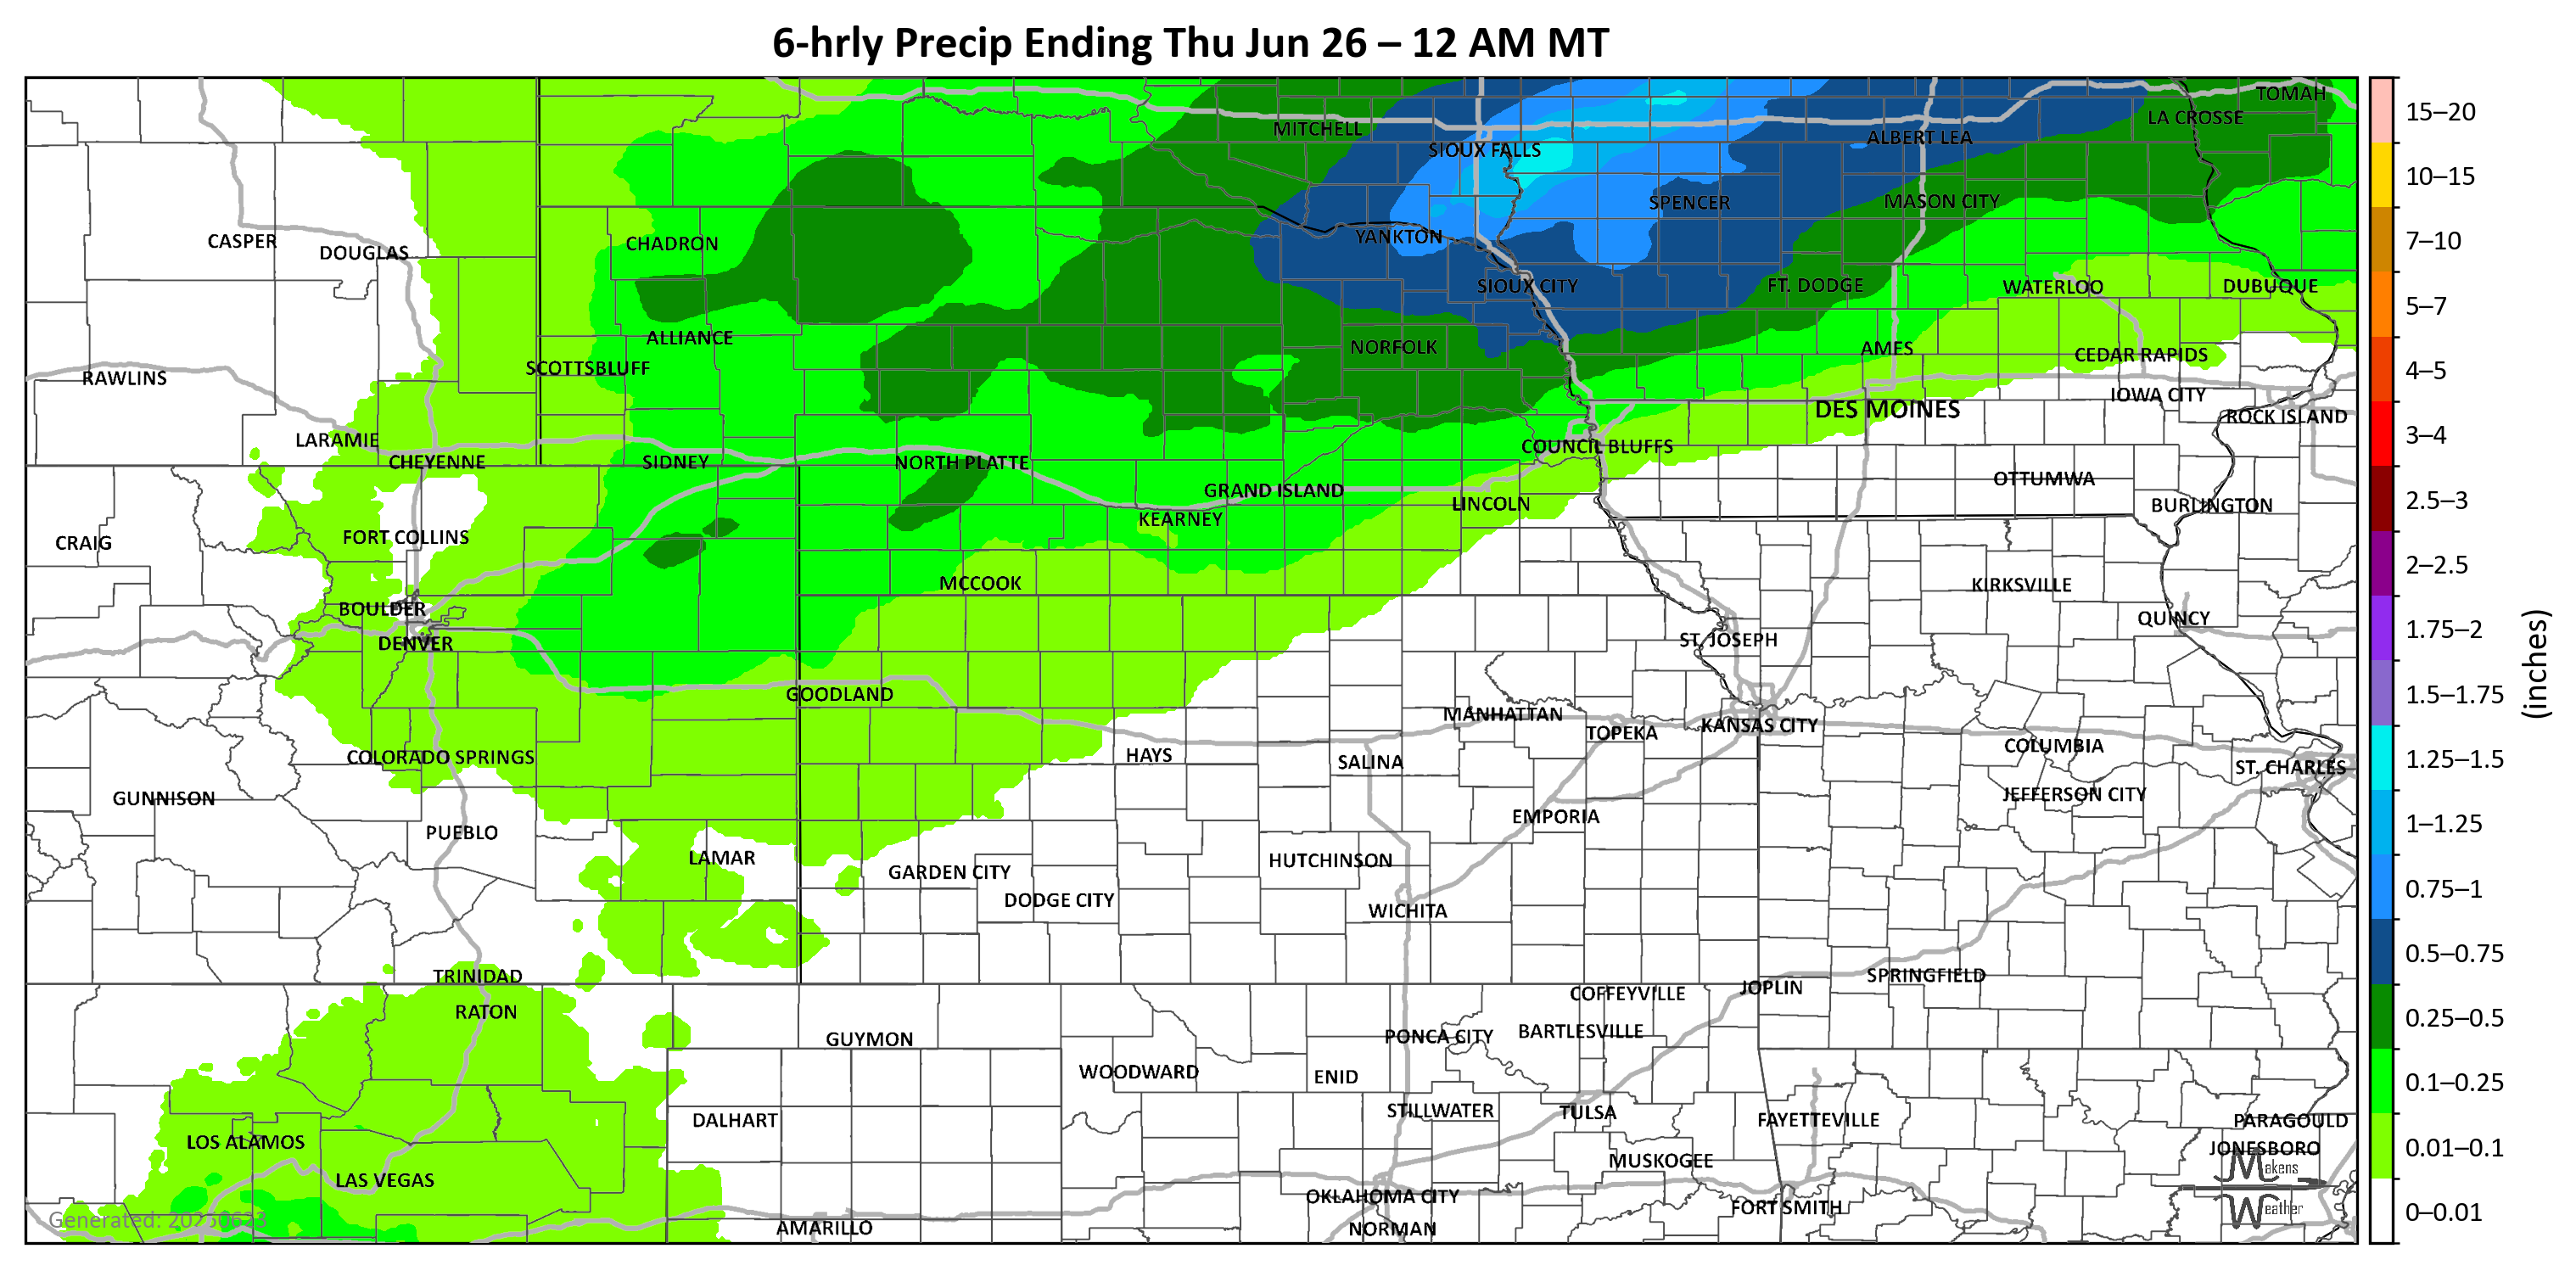 6-hrly Precip Ending Thu Jun 26 – 12 AM MT
TOMAH
15–20
LA CROSSE
MITCHELL
ALBERT LEA
SIOUX FALLS
10–15
SPENCER
MASON CITY
CASPER
CHADRON
YANKTON
7–10
DOUGLAS
SIOUX CITY
FT. DODGE
WATERLOO
DUBUQUE
5–7
ALLIANCE
NORFOLK
AMES
CEDAR RAPIDS
SCOTTSBLUFF
4–5
RAWLINS
IOWA CITY
DES MOINES
ROCK ISLAND
3–4
LARAMIE
COUNCIL BLUFFS
CHEYENNE
SIDNEY
NORTH PLATTE
OTTUMWA
GRAND ISLAND
2.5–3
LINCOLN
BURLINGTON
KEARNEY
FORT COLLINS
CRAIG
2–2.5
MCCOOK
KIRKSVILLE
BOULDER
QUINCY
1.75–2
DENVER
ST. JOSEPH
(inches)
GOODLAND
1.5–1.75
MANHATTAN
KANSAS CITY
TOPEKA
COLUMBIA
COLORADO SPRINGS
HAYS
SALINA
1.25–1.5
ST. CHARLES
GUNNISON
JEFFERSON CITY
EMPORIA
1–1.25
PUEBLO
LAMAR
HUTCHINSON
GARDEN CITY
0.75–1
DODGE CITY
WICHITA
0.5–0.75
TRINIDAD
SPRINGFIELD
JOPLIN
COFFEYVILLE
RATON
0.25–0.5
BARTLESVILLE
GUYMON
PONCA CITY
WOODWARD
ENID
0.1–0.25
STILLWATER
TULSA
DALHART
FAYETTEVILLE
PARAGOULD
LOS ALAMOS
JONESBORO
0.01–0.1
MUSKOGEE
Makens
LAS VEGAS
OKLAHOMA CITY
FORT SMITH
Weather
0–0.01
Generated: 20250623
AMARILLO
NORMAN